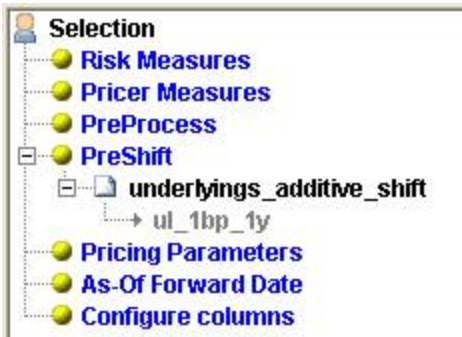 Selection
Risk Measures
Pricer Measures
PreProcess
PreShift
underlyings_additive_shift
ul_1bp_1y
Pricing Parameters
As-Of Forward Date
Configure columns